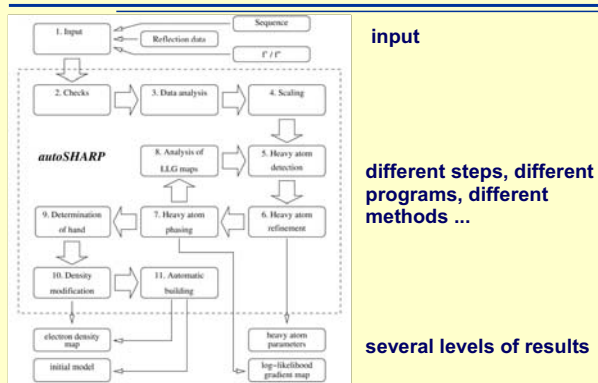 Sequence
1. Input
Reflection data
f' / f''
input
2. Checks
3. Data analysis
4. Scaling
autoSHARP
8. Analysis of
LLG maps
5. Heavy atom
detection
different steps, different
programs, different
methods ...
9. Determination
of hand
7. Heavy atom
phasing
6. Heavy atom
refinement
10. Density
modification
11. Automatic
building
electron density
map
heavy atom
parameters
several levels of results
initial model
log-likelihood
gradient map